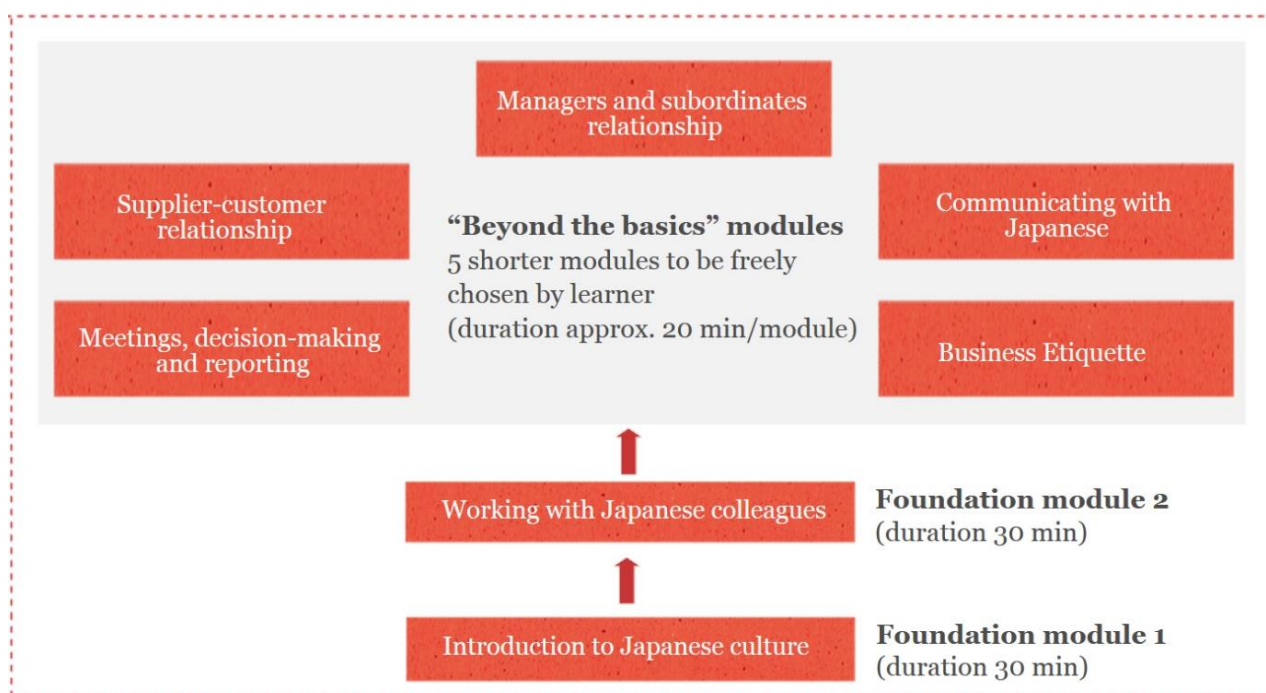 Managers and subordinates
relationship
Supplier-customer
relationship
Communicating with
Japanese
“Beyond the basics” modules
5 shorter modules to be freely
chosen by learner
(duration approx. 20 min/module)
Meetings, decision-making
and reporting
Business Etiquette
Working with Japanese colleagues
Foundation module 2
(duration 30 min)
Introduction to Japanese culture
Foundation module 1
(duration 30 min)